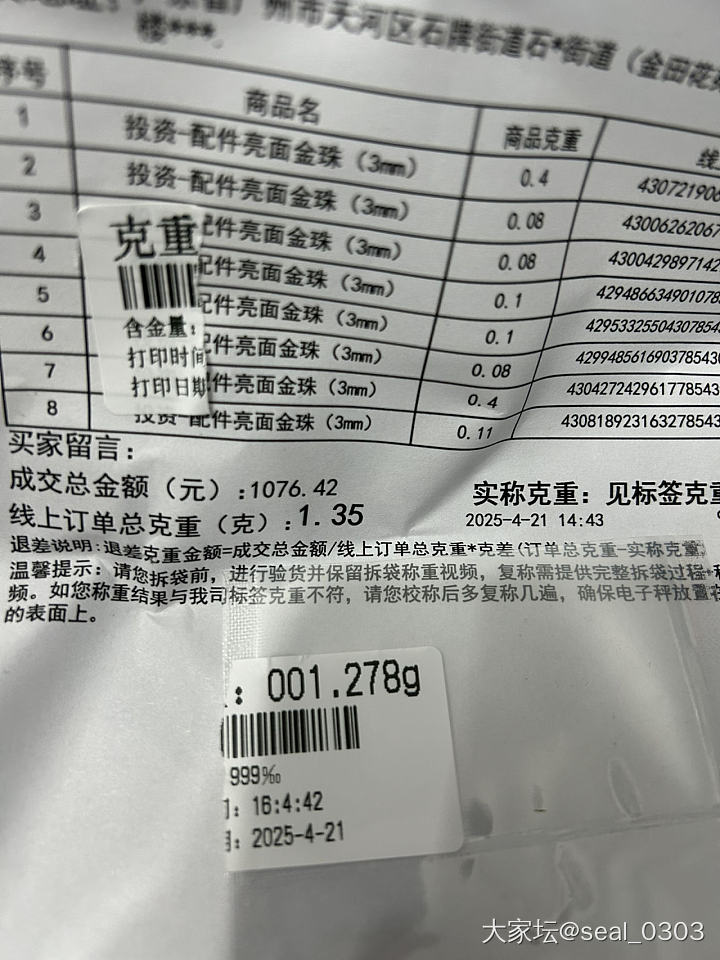 州市天河区石牌街道石*街道（金田花
楼***,
序号 商品名 商品克重 线
1 投资-配件亮面金珠（3mm） 0.4 430721906
2 投资-配件亮面金珠（3mm） 0.08 43006262067
3 配件亮面金珠（3mm） 0.08 4300429897142
4 配件亮面金珠（3mm） 0.1 429486634901078
5 配件亮面金珠（3mm） 0.1 42953325504307854
6 配件亮面金珠（3mm） 0.08 4299485616903785430
7 配件亮面金珠（3mm） 0.4 4304272429617785430
8 投资-配件亮面金珠（3mm） 0.11 4308189231632785430
克重
含金量:
打印时间
打印日期
买家留言:
成交总金额（元）:1076.42
实称克重: 见标签克重
线上订单总克重（克）:1.35
2025-4-21 14:43
退差说明:退差克重金额=成交总金额/线上订单总克重*克差(订单总克重-实称克重
温馨提示: 请您拆袋前, 进行验货并保留拆袋称重视频, 复称需提供完整拆袋过程+
频。如您称重结果与我司标签克重不符, 请您校称后多复称几遍, 确保电子秤放置在
的表面上。
: 001.278g
999‰
: 16:4:42
: 2025-4-21
大家坛@seal_0303